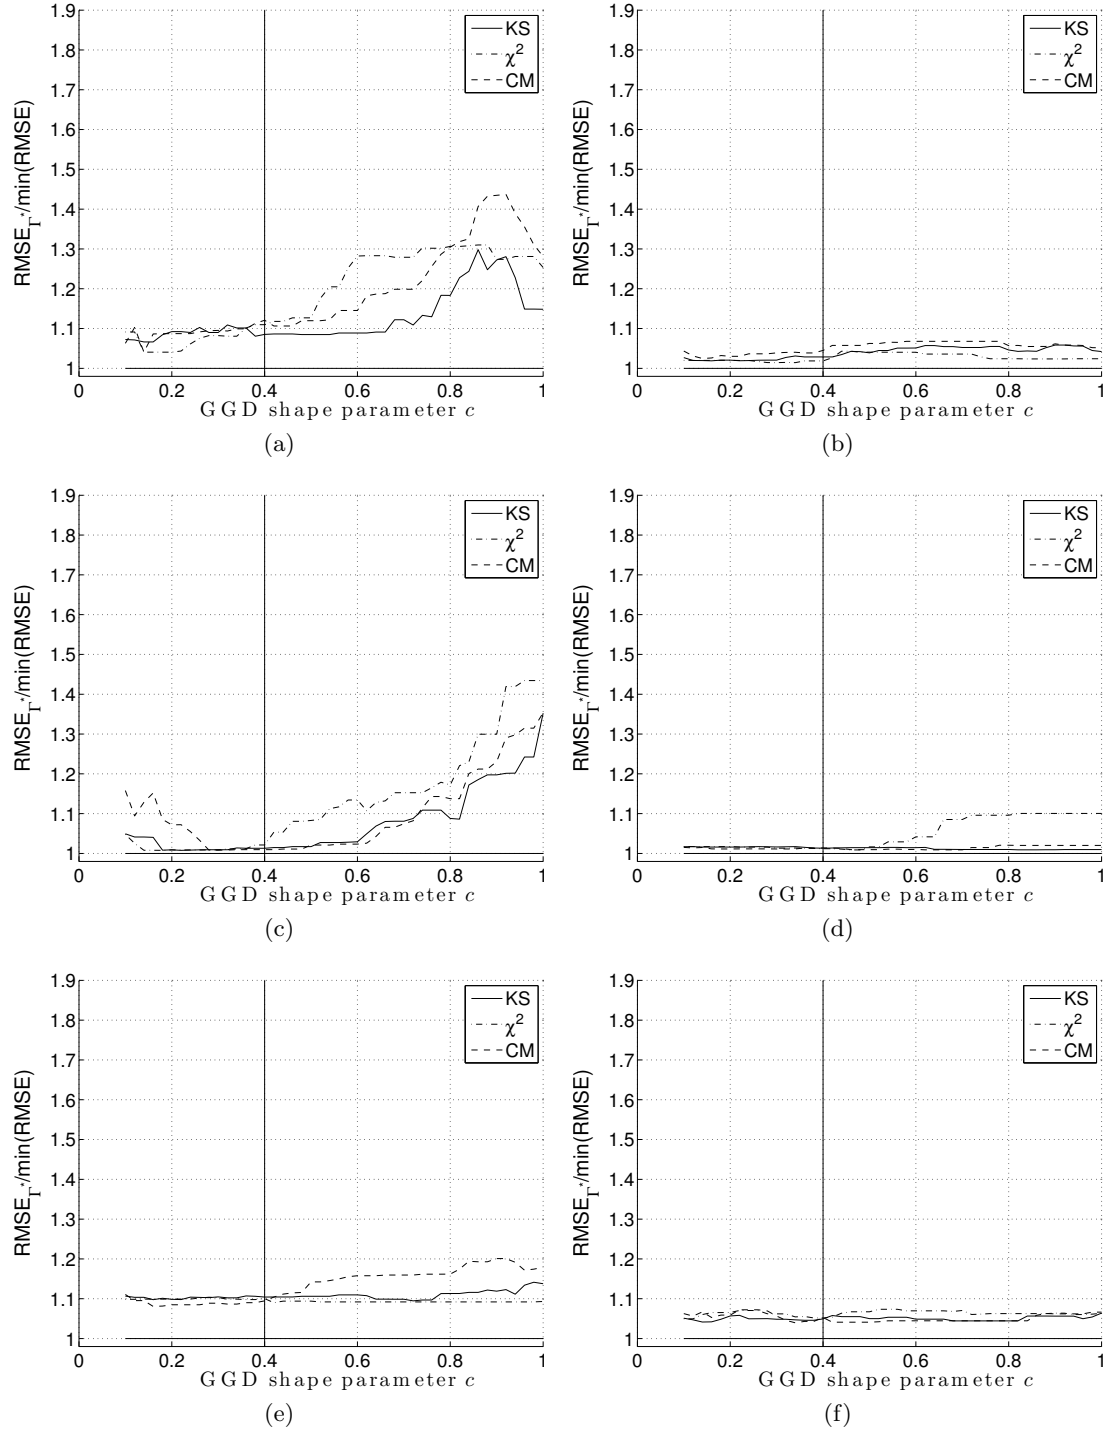 1.9
1.8
1.7
1.6
1.5
1.4
1.3
1.2
1.1
1
0 0.2 0.4 0.6 0.8 1
RMSE_Γ*/min(RMSE)
GGD shape parameter c
KS
χ²
CM
(a)
1.9
1.8
1.7
1.6
1.5
1.4
1.3
1.2
1.1
1
0 0.2 0.4 0.6 0.8 1
RMSE_Γ*/min(RMSE)
GGD shape parameter c
KS
χ²
CM
(b)
1.9
1.8
1.7
1.6
1.5
1.4
1.3
1.2
1.1
1
0 0.2 0.4 0.6 0.8 1
RMSE_Γ*/min(RMSE)
GGD shape parameter c
KS
χ²
CM
(c)
1.9
1.8
1.7
1.6
1.5
1.4
1.3
1.2
1.1
1
0 0.2 0.4 0.6 0.8 1
RMSE_Γ*/min(RMSE)
GGD shape parameter c
KS
χ²
CM
(d)
1.9
1.8
1.7
1.6
1.5
1.4
1.3
1.2
1.1
1
0 0.2 0.4 0.6 0.8 1
RMSE_Γ*/min(RMSE)
GGD shape parameter c
KS
χ²
CM
(e)
1.9
1.8
1.7
1.6
1.5
1.4
1.3
1.2
1.1
1
0 0.2 0.4 0.6 0.8 1
RMSE_Γ*/min(RMSE)
GGD shape parameter c
KS
χ²
CM
(f)